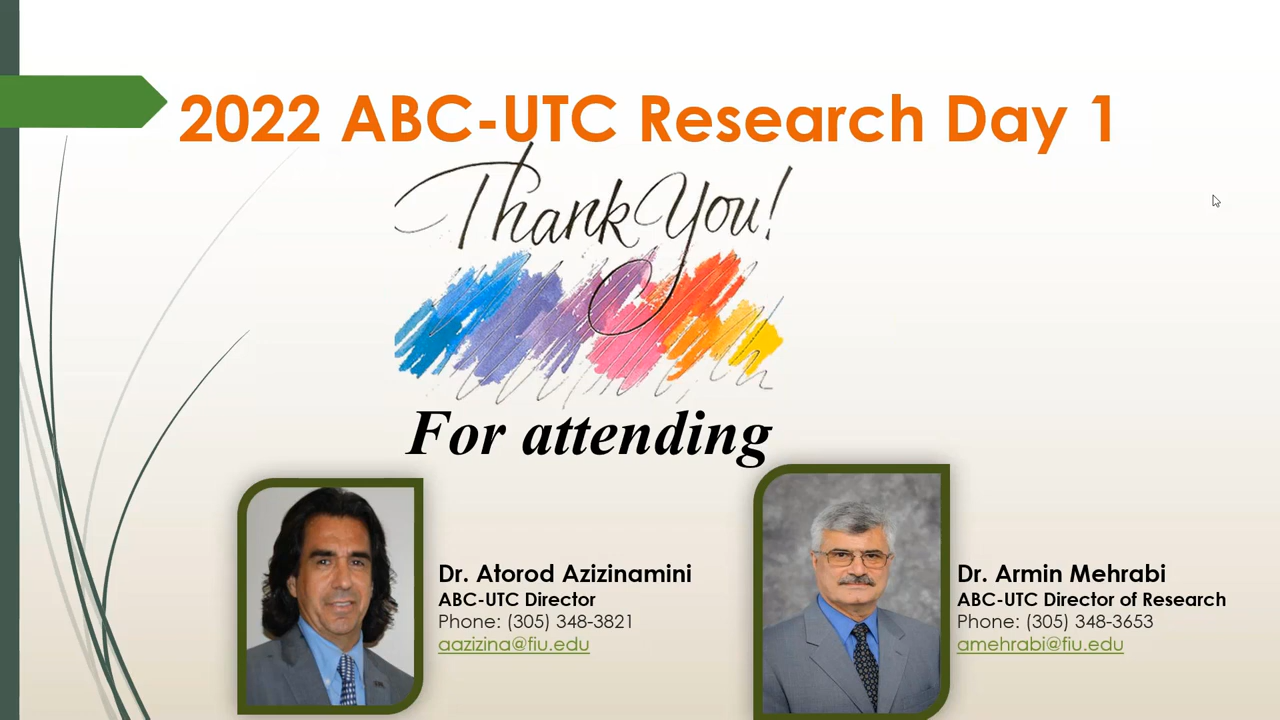 2022 ABC-UTC Research Day 1
Thank You!
For attending
Dr. Atorod Azizinamini
ABC-UTC Director
Phone: (305) 348-3821
aazizina@fiu.edu
Dr. Armin Mehrabi
ABC-UTC Director of Research
Phone: (305) 348-3653
amehrabi@fiu.edu